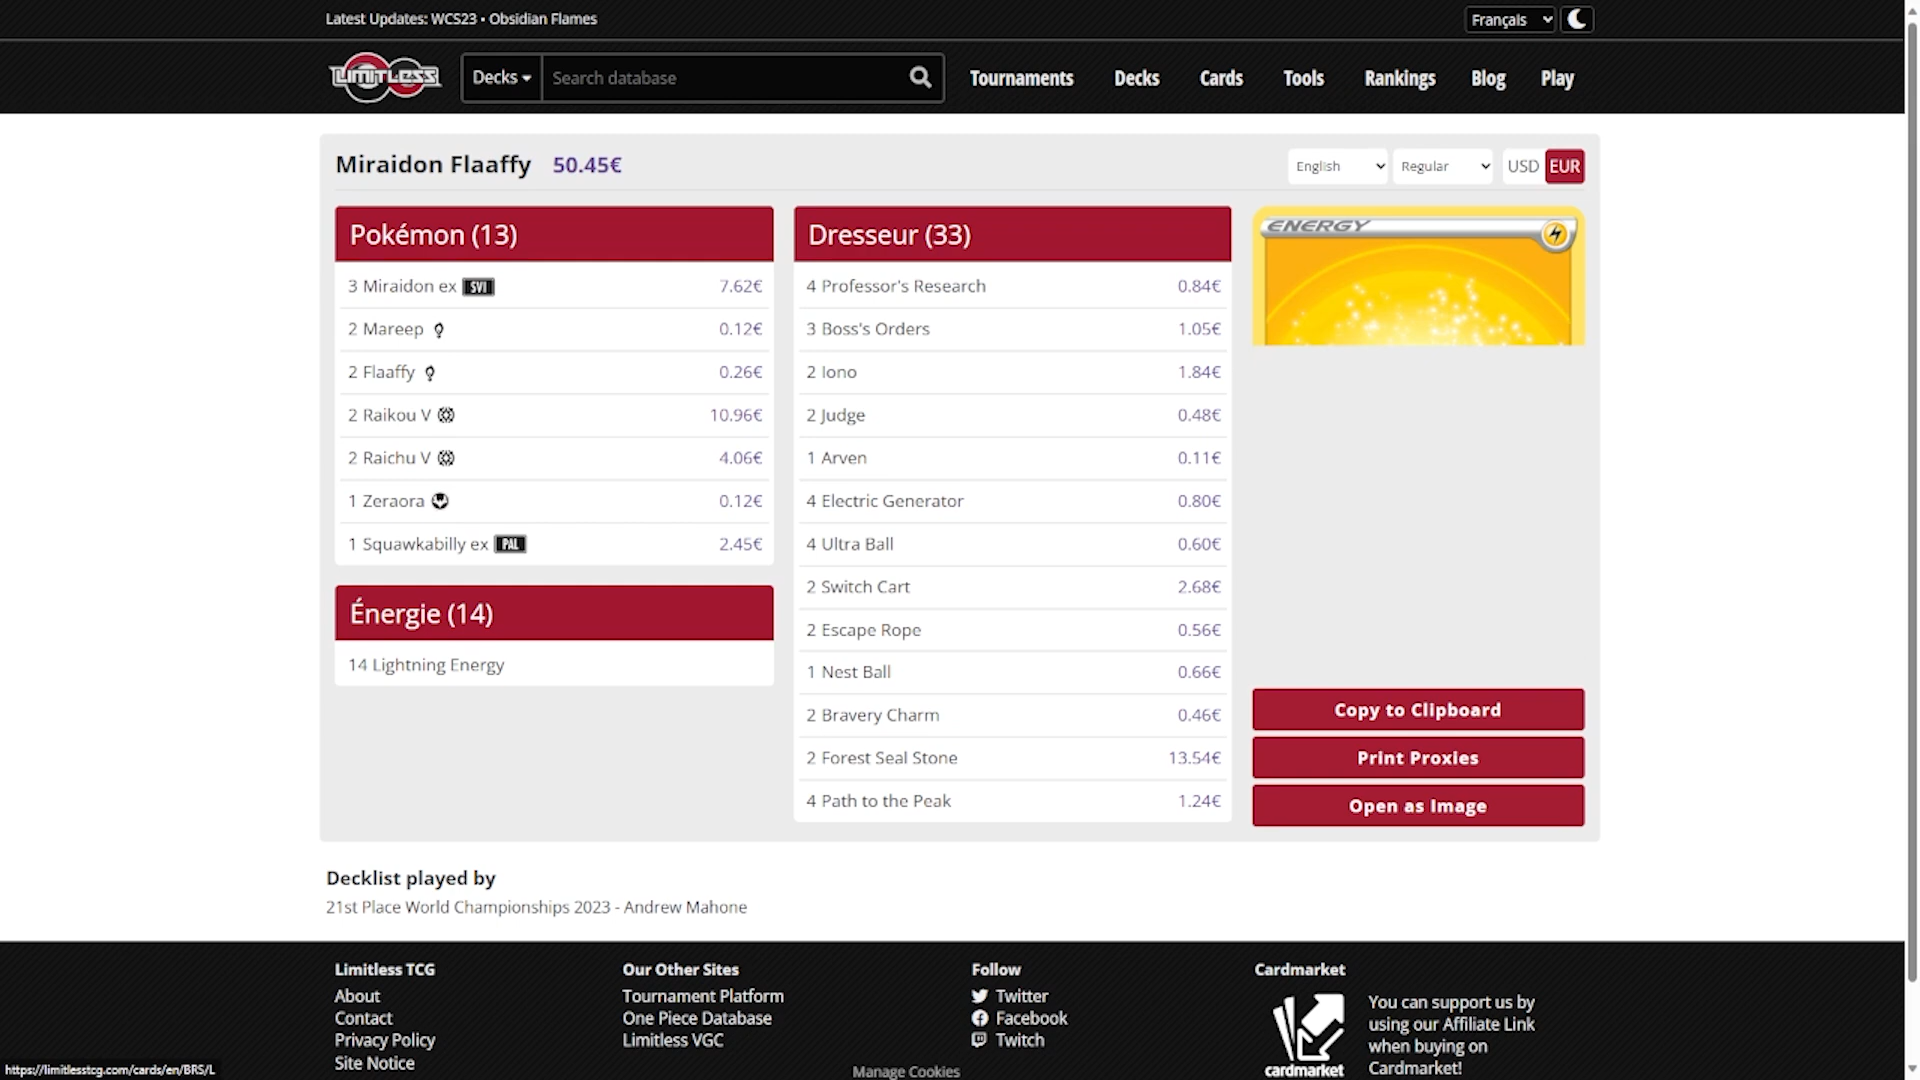 Latest Updates: WCS23 • Obsidian Flames
Français
LIMITLESS
Decks
Search database
Tournaments
Decks
Cards
Tools
Rankings
Blog
Play
Miraidon Flaaffy 50.45€
English
Regular
USD EUR
Pokémon (13)
3 Miraidon ex SVI 7.62€
2 Mareep 0.12€
2 Flaaffy 0.26€
2 Raikou V 10.96€
2 Raichu V 4.06€
1 Zeraora 0.12€
1 Squawkabilly ex PAL 2.45€
Énergie (14)
14 Lightning Energy
Dresseur (33)
4 Professor's Research 0.84€
3 Boss's Orders 1.05€
2 Iono 1.84€
2 Judge 0.48€
1 Arven 0.11€
4 Electric Generator 0.80€
4 Ultra Ball 0.60€
2 Switch Cart 2.68€
2 Escape Rope 0.56€
1 Nest Ball 0.66€
2 Bravery Charm 0.46€
2 Forest Seal Stone 13.54€
4 Path to the Peak 1.24€
ENERGY
Copy to Clipboard
Print Proxies
Open as Image
Decklist played by
21st Place World Championships 2023 - Andrew Mahone
Limitless TCG
About
Contact
Privacy Policy
Site Notice
Our Other Sites
Tournament Platform
One Piece Database
Limitless VGC
Follow
Twitter
Facebook
Twitch
Cardmarket
cardmarket
You can support us by
using our Affiliate Link
when buying on
Cardmarket!
Manage Cookies
https://limitlesstcg.com/cards/en/BRS/L